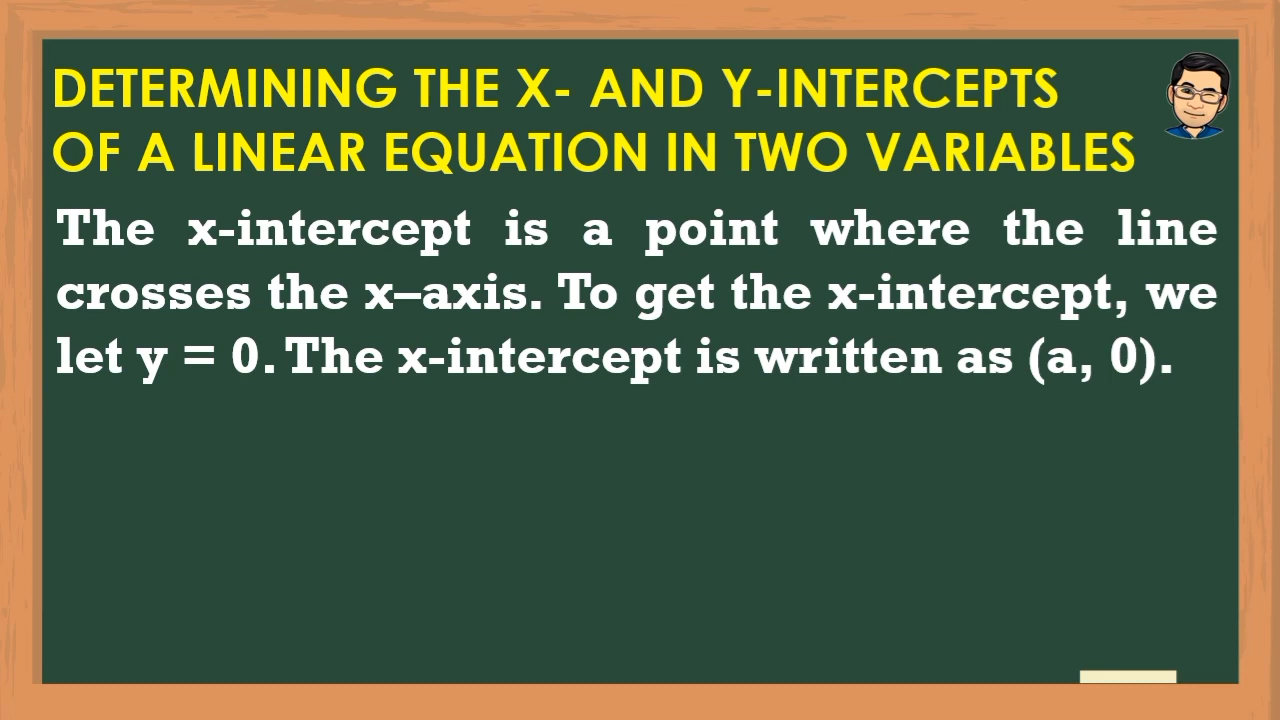 DETERMINING THE X- AND Y-INTERCEPTS
OF A LINEAR EQUATION IN TWO VARIABLES
The x-intercept is a point where the line
crosses the x–axis. To get the x-intercept, we
let y = 0. The x-intercept is written as (a, 0).